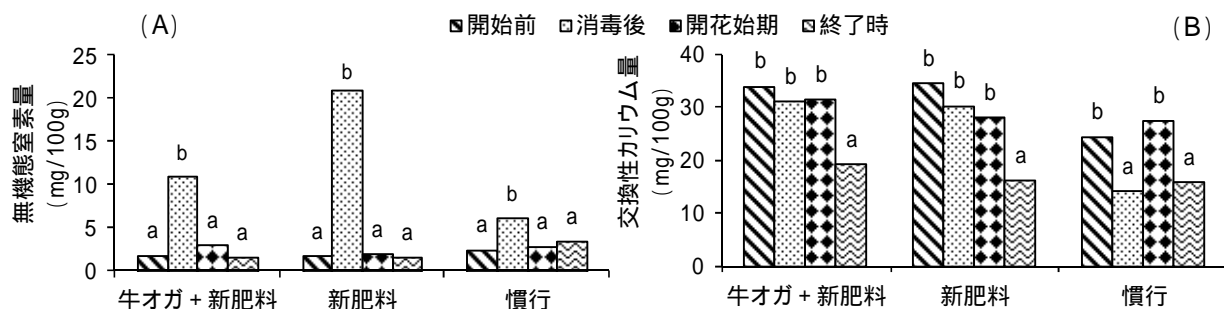 (A)
開始前 消毒後 開花始期 終了時
(B)
無機態窒素量
(mg/100g)
25
20
15
10
5
0
a b a a
a b a a
a b a a
牛オガ + 新肥料 新肥料 慣行
交換性カリウム量
(mg/100g)
40
30
20
10
0
b b b a
b b b a
b a b a
牛オガ + 新肥料 新肥料 慣行